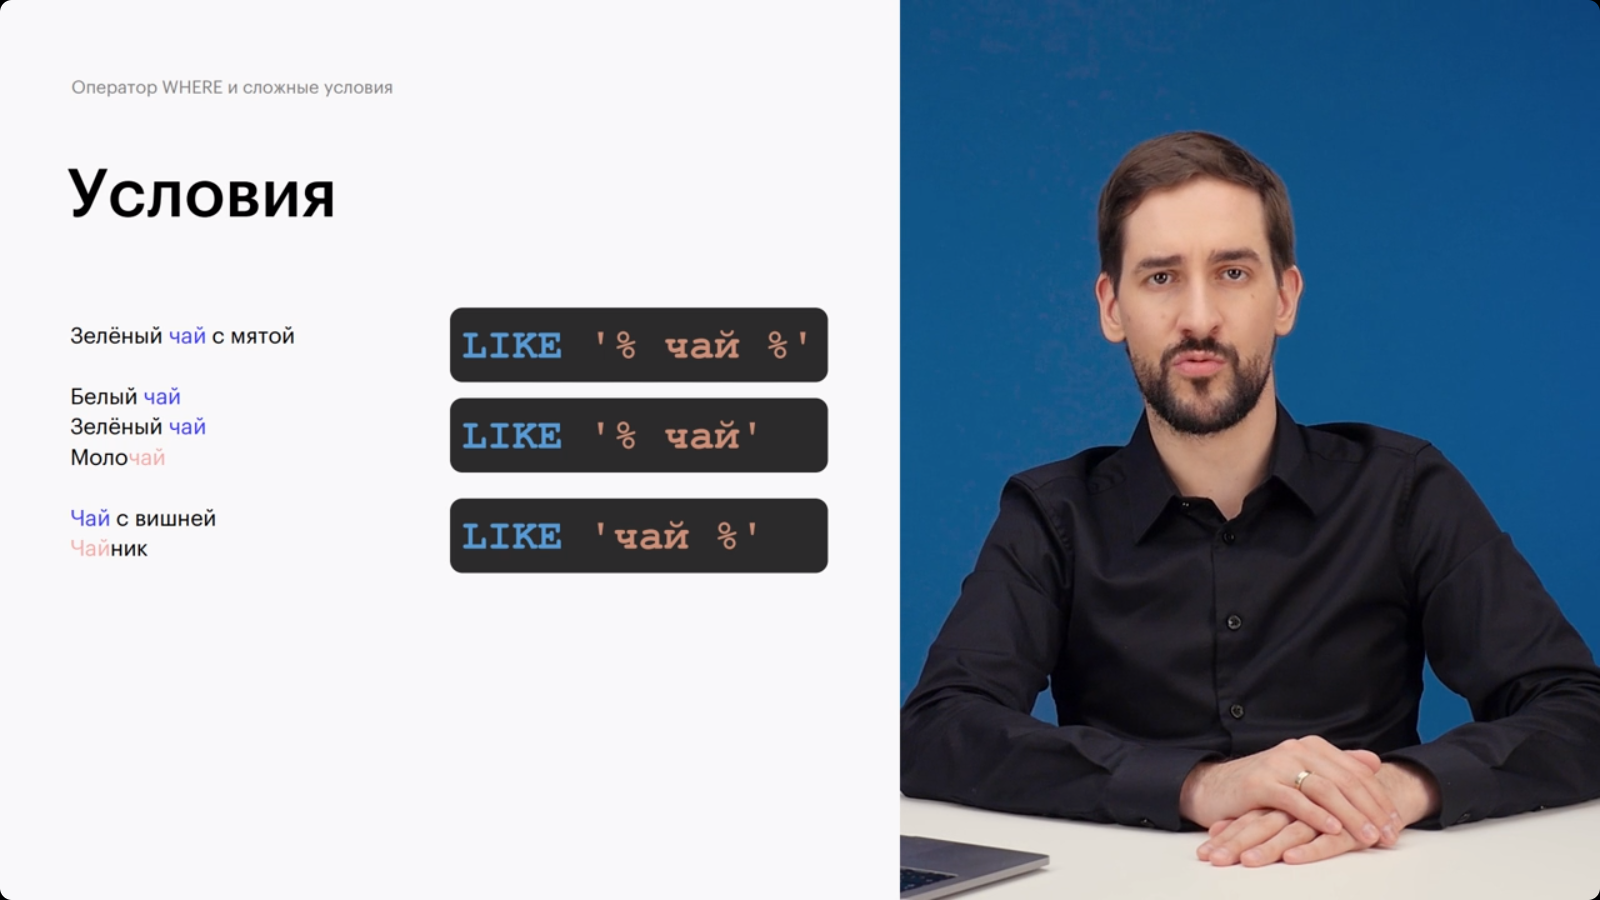 Оператор WHERE и сложные условия
Условия
Зелёный чай с мятой
LIKE '% чай %'
Белый чай
Зелёный чай
Молочай
LIKE '% чай'
Чай с вишней
Чайник
LIKE 'чай %'